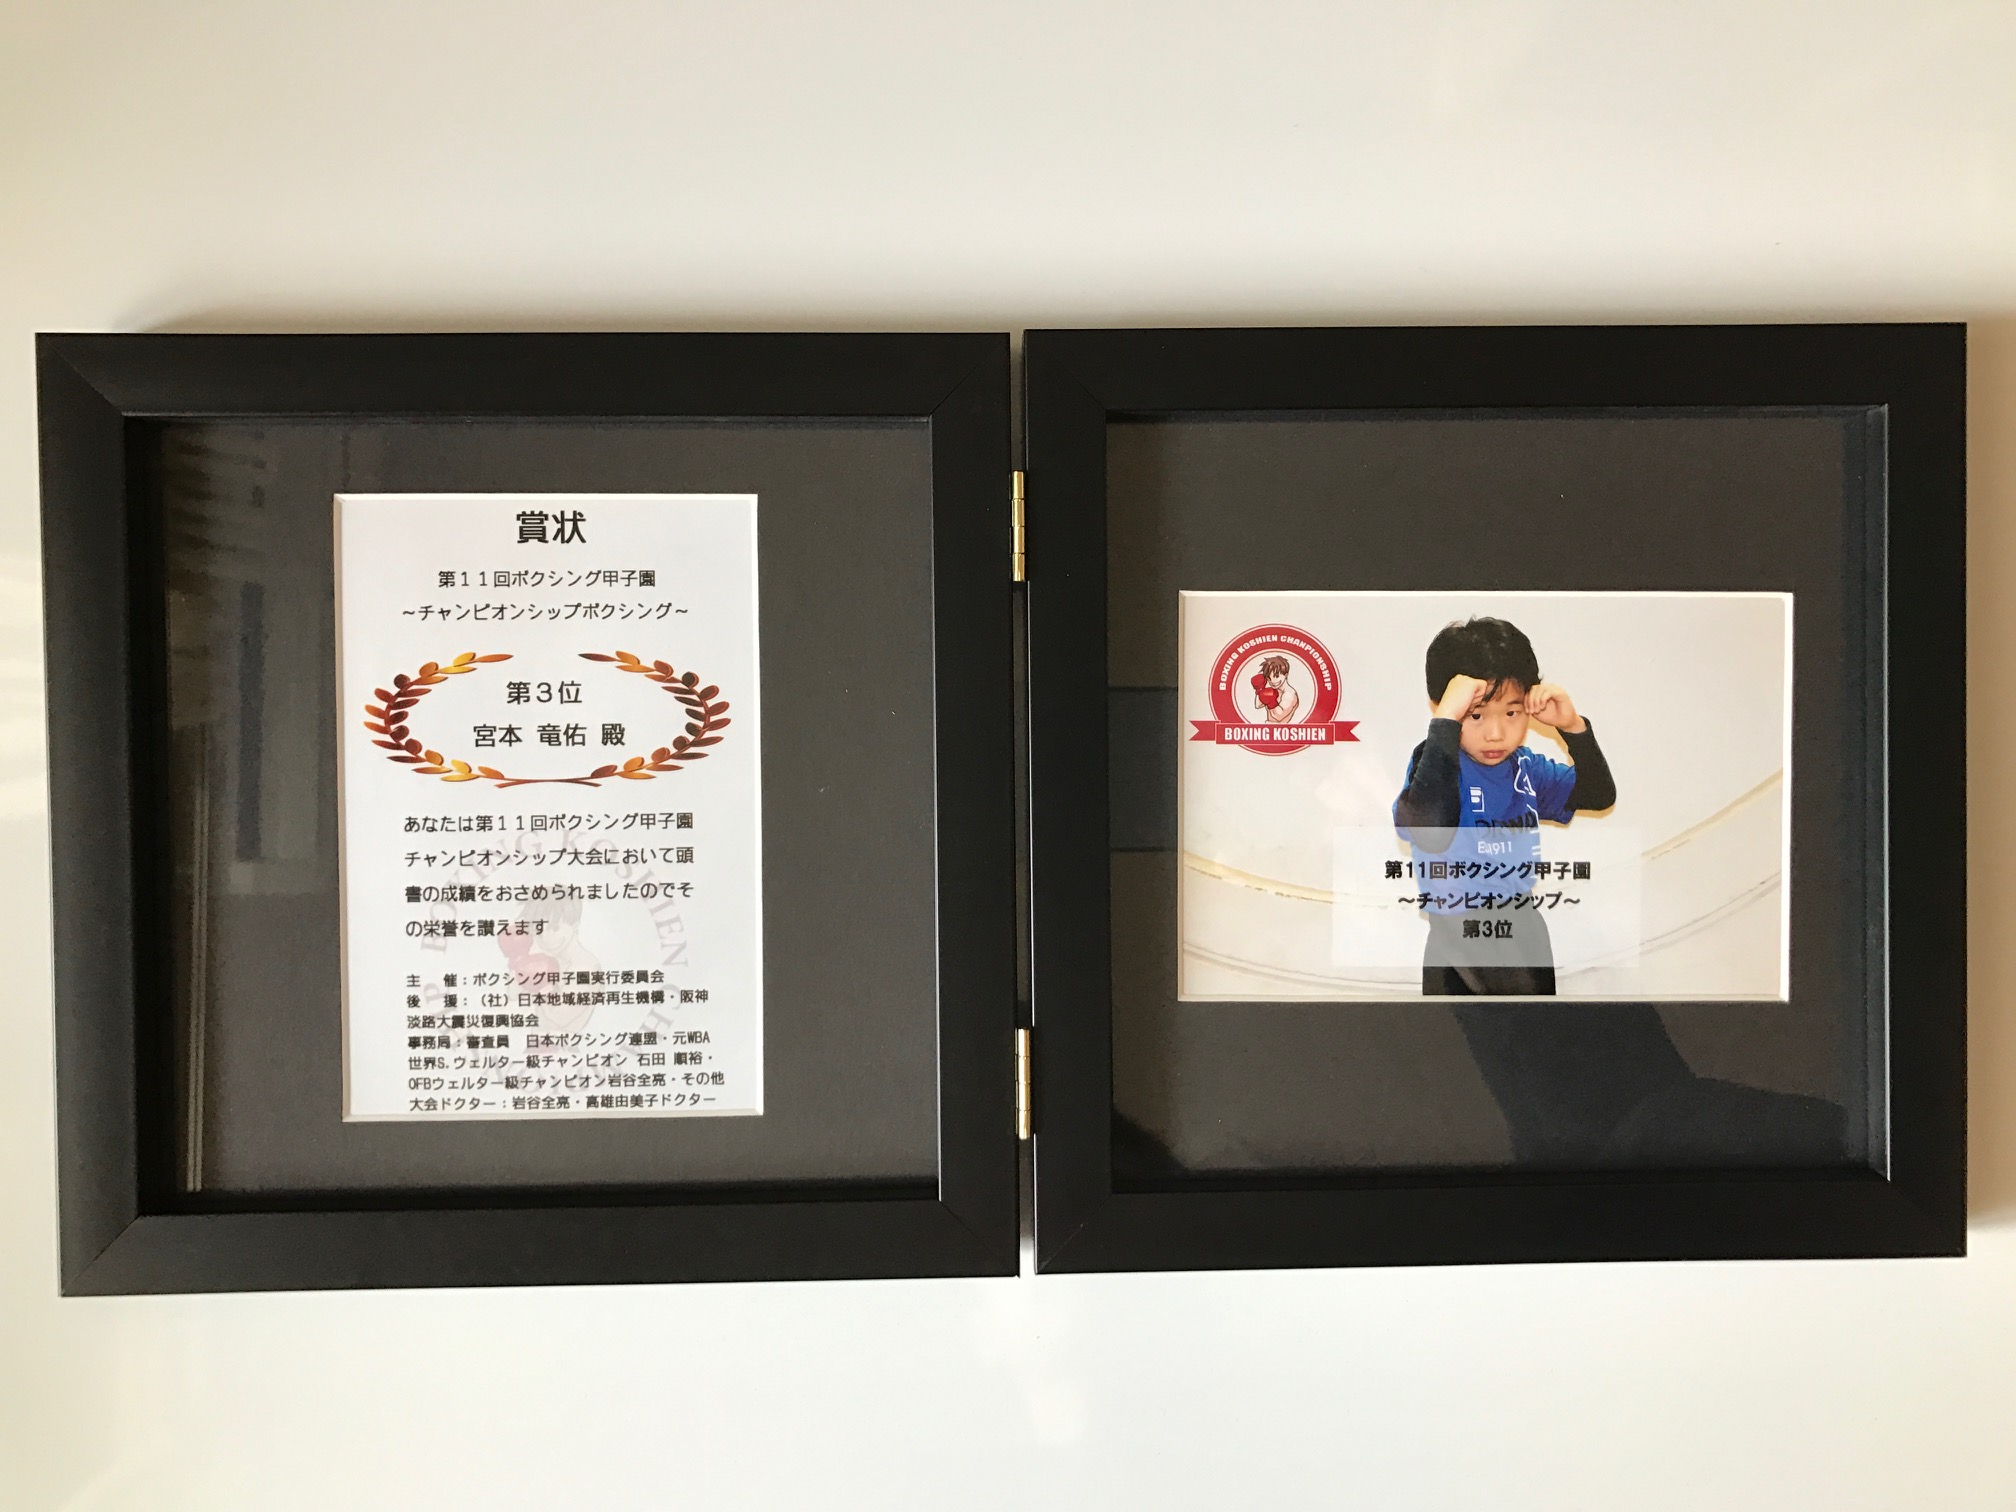 賞状
第１１回ボクシング甲子園
～チャンピオンシップボクシング～
第３位
宮本 竜佑 殿
あなたは第１１回ボクシング甲子園
チャンピオンシップ大会において頭
書の成績をおさめられましたのでそ
の栄誉を讃えます
主　催：ボクシング甲子園実行委員会
後　援：（社）日本地域経済再生機構・阪神
淡路大震災復興協会
事務局：審査員　日本ボクシング連盟・元WBA
世界S.ウェルター級チャンピオン 石田 順裕・
OFBウェルター級チャンピオン岩谷全亮・その他
大会ドクター：岩谷全亮・高雄由美子ドクター
BOXING KOSHIEN CHAMPIONSHIP
BOXING KOSHIEN
第11回ボクシング甲子園
～チャンピオンシップ～
第3位